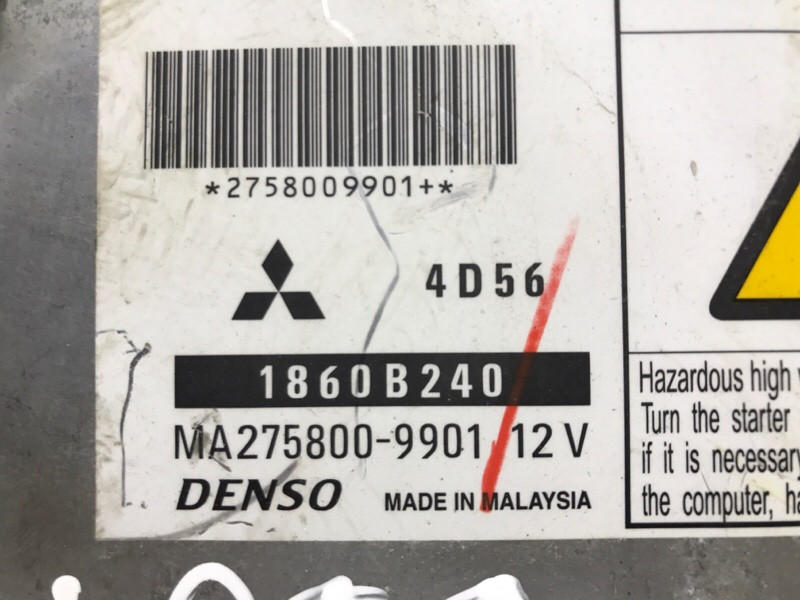 *2758009901+*
4D56
1860B240
MA275800-9901 12V
DENSO MADE IN MALAYSIA
Hazardous high
Turn the starter
if it is necessary
the computer,